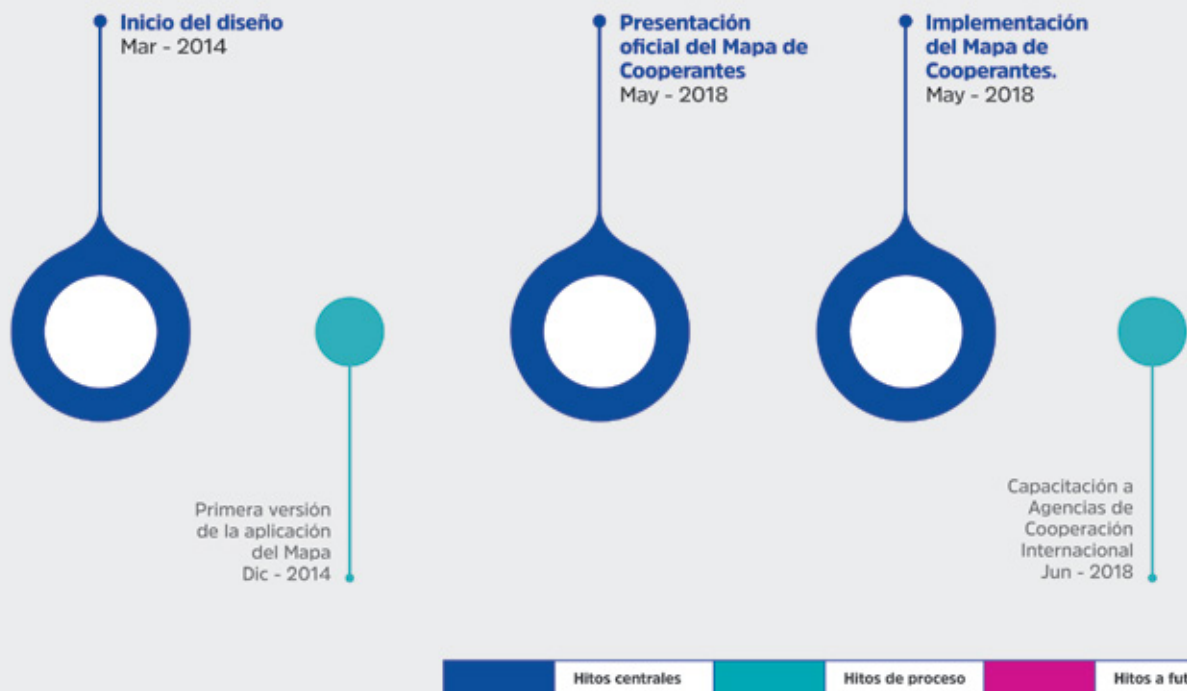 Inicio del diseño
Mar - 2014
Presentación
oficial del Mapa de
Cooperantes
May - 2018
Implementación
del Mapa de
Cooperantes.
May - 2018
Primera versión
de la aplicación
del Mapa
Dic - 2014
Capacitación a
Agencias de
Cooperación
Internacional
Jun - 2018
Hitos centrales
Hitos de proceso
Hitos a fut